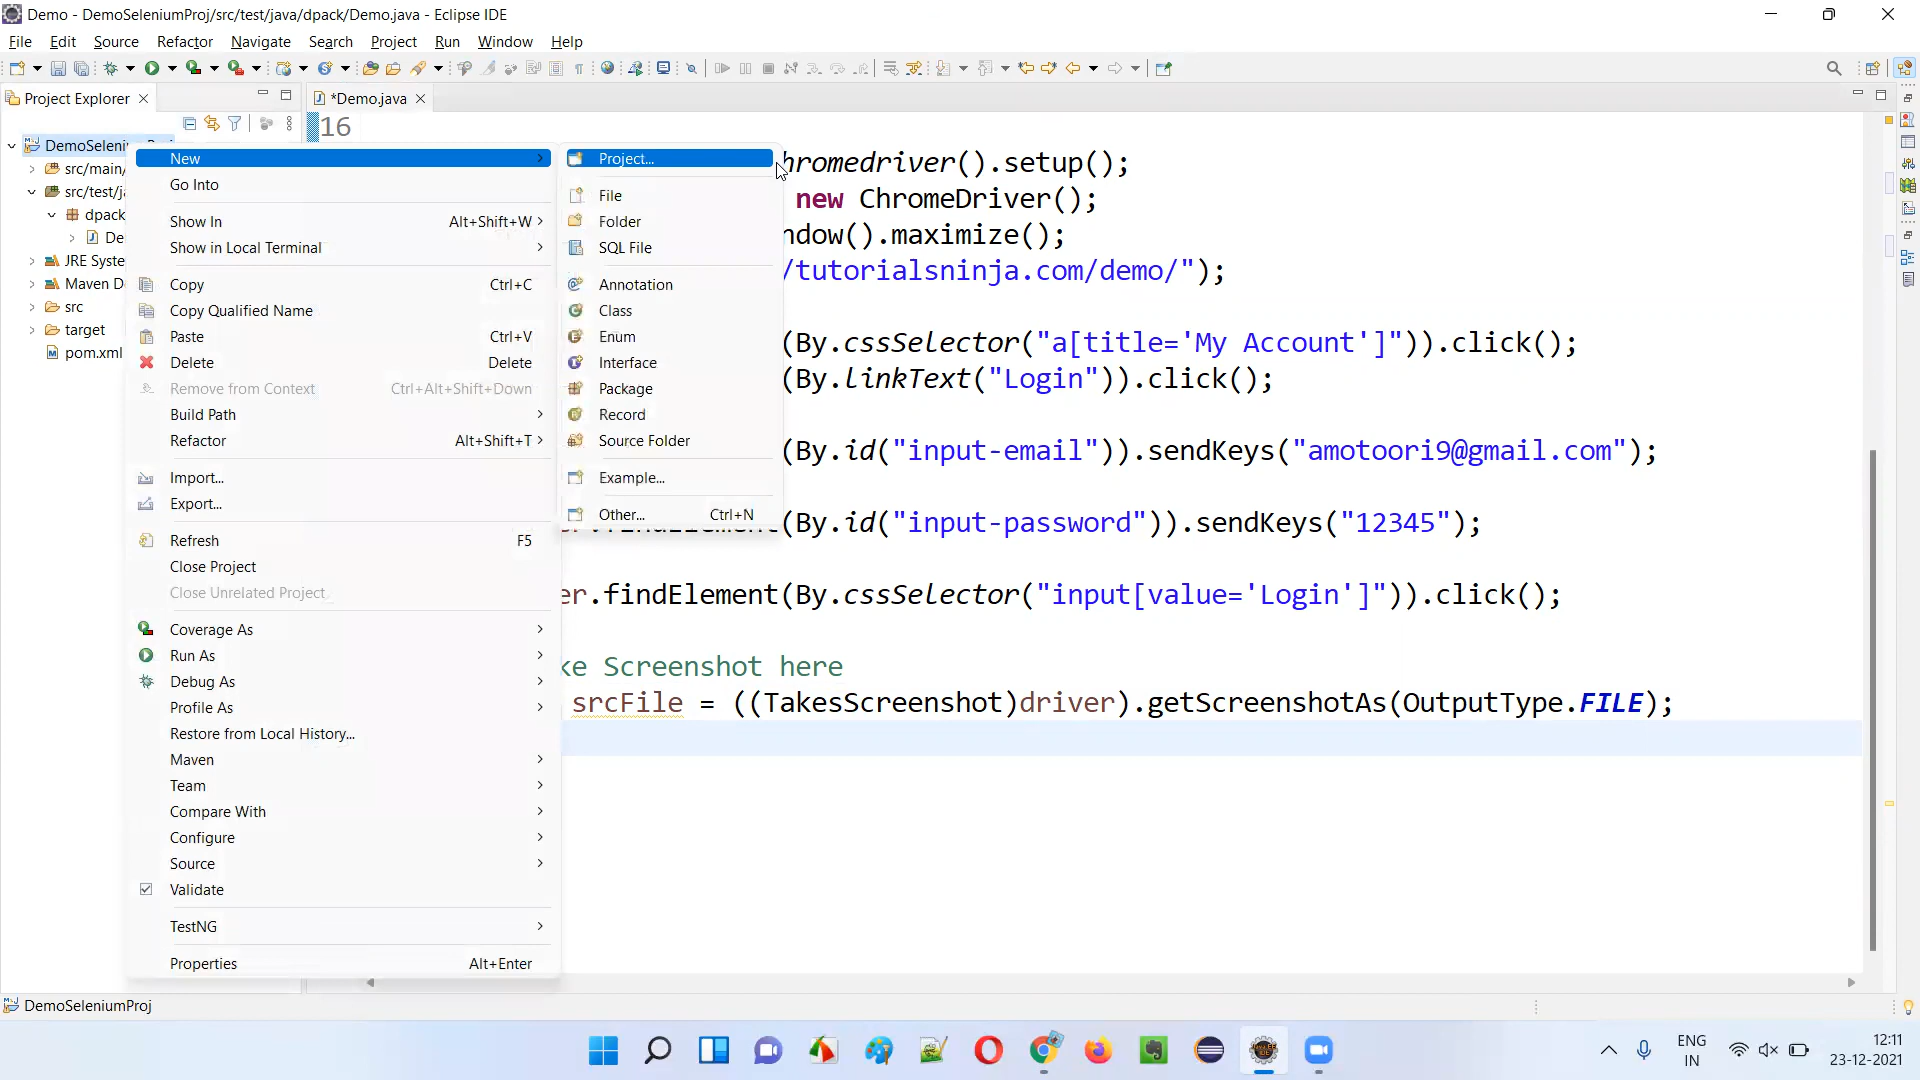 Demo - DemoSeleniumProj/src/test/java/dpack/Demo.java - Eclipse IDE
File Edit Source Refactor Navigate Search Project Run Window Help
Project Explorer
*Demo.java
16
DemoSeleniumProj
src/main/
src/test/ja
dpack
De
JRE Syste
Maven D
src
target
pom.xml
New
Go Into
Show In Alt+Shift+W
Show in Local Terminal
Copy Ctrl+C
Copy Qualified Name
Paste Ctrl+V
Delete Delete
Remove from Context Ctrl+Alt+Shift+Down
Build Path
Refactor Alt+Shift+T
Import...
Export...
Refresh F5
Close Project
Close Unrelated Project
Coverage As
Run As
Debug As
Profile As
Restore from Local History...
Maven
Team
Compare With
Configure
Source
Validate
TestNG
Properties Alt+Enter
Project...
File
Folder
SQL File
Annotation
Class
Enum
Interface
Package
Record
Source Folder
Example...
Other... Ctrl+N
hromedriver().setup();
new ChromeDriver();
ndow().maximize();
/tutorialsninja.com/demo/");
(By.cssSelector("a[title='My Account']")).click();
(By.linkText("Login")).click();
(By.id("input-email")).sendKeys("amotoori9@gmail.com");
(By.id("input-password")).sendKeys("12345");
er.findElement(By.cssSelector("input[value='Login']")).click();
ke Screenshot here
srcFile = ((TakesScreenshot)driver).getScreenshotAs(OutputType.FILE);
DemoSeleniumProj
ENG
IN
12:11
23-12-2021